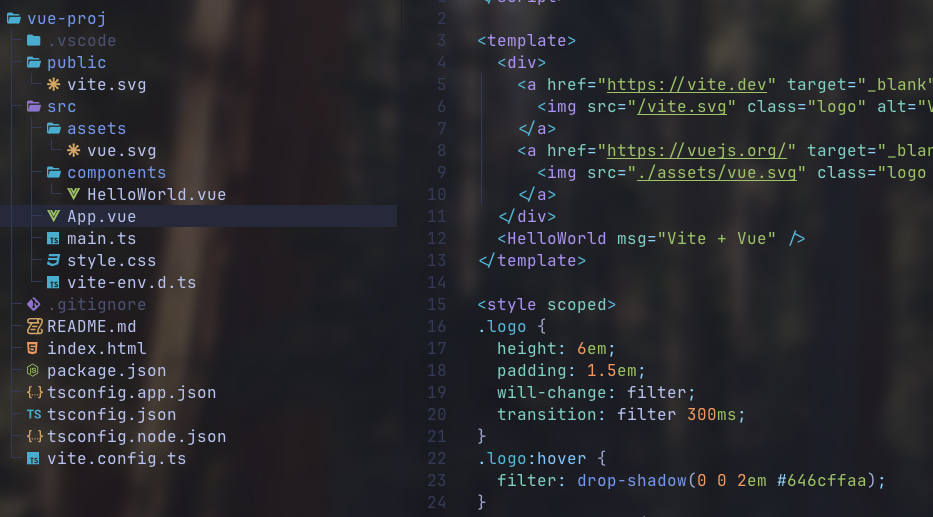 vue-proj
.vscode
public
vite.svg
src
assets
vue.svg
components
HelloWorld.vue
App.vue
main.ts
style.css
vite-env.d.ts
.gitignore
README.md
index.html
package.json
tsconfig.app.json
tsconfig.json
tsconfig.node.json
vite.config.ts
2
3 <template>
4 <div>
5 <a href="https://vite.dev" target="_blank"
6 <img src="/vite.svg" class="logo" alt="V
7 </a>
8 <a href="https://vuejs.org/" target="_blan
9 <img src="./assets/vue.svg" class="logo
10 </a>
11 </div>
12 <HelloWorld msg="Vite + Vue" />
13 </template>
14
15 <style scoped>
16 .logo {
17 height: 6em;
18 padding: 1.5em;
19 will-change: filter;
20 transition: filter 300ms;
21 }
22 .logo:hover {
23 filter: drop-shadow(0 0 2em #646cffaa);
24 }